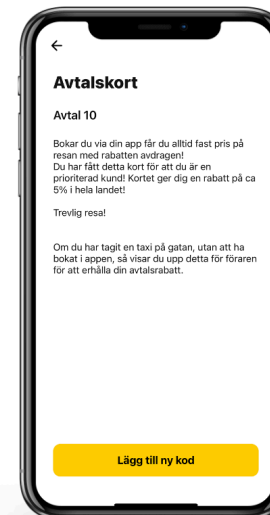 Avtalskort
Avtal 10
Bokar du via din app får du alltid fast pris på
resan med rabatten avdragen!
Du har fått detta kort för att du är en
prioriterad kund! Kortet ger dig en rabatt på ca
5% i hela landet!
Trevlig resa!
Om du har tagit en taxi på gatan, utan att ha
bokat i appen, så visar du upp detta för föraren
för att erhålla din avtalsrabatt.
Lägg till ny kod